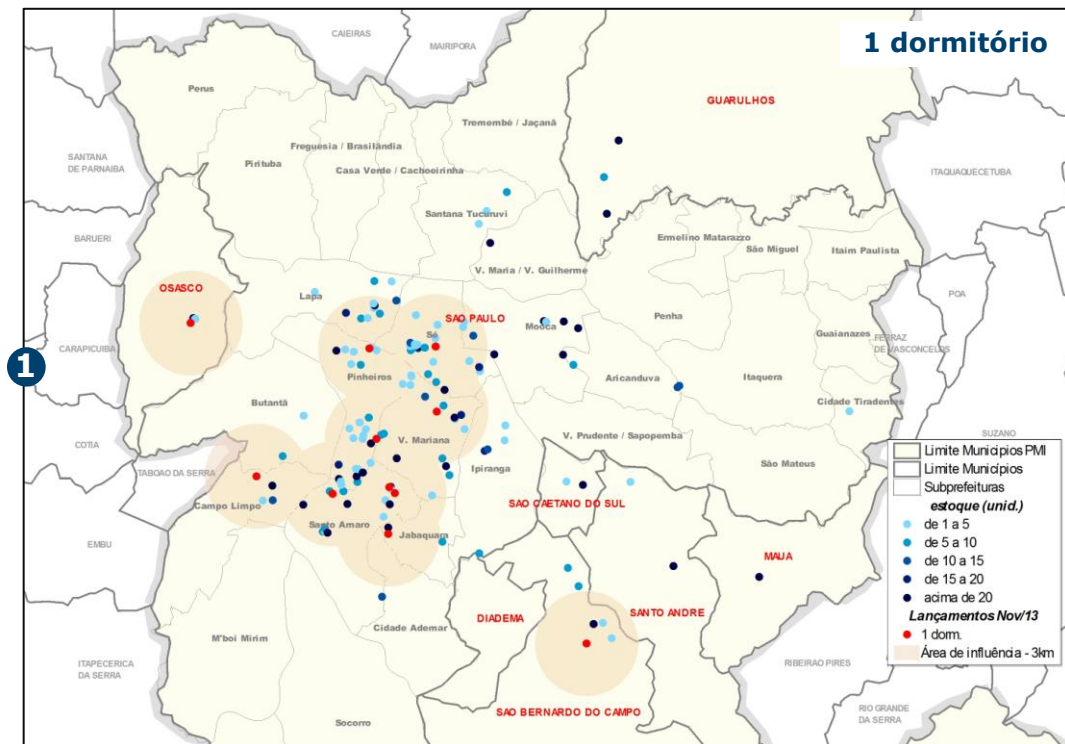 1 dormitório
CAIEIRAS
MAIRIPORA
Perus
GUARULHOS
Tremembé / Jaçanã
Freguesia / Brasilândia
SANTANA
DE PARNAIBA
Pirituba
Casa Verde / Cachoeirinha
ITAQUAQUECETUBA
Santana Tucuruvi
Ermelino Matarazzo
BARUERI
São Miguel
Itaim Paulista
V. Maria / V. Guilherme
OSASCO
Lapa
POA
SAO PAULO
Penha
Sé
Mooca
Guaianazes
FERRAZ
DE VASCONCELOS
CARAPICUIBA
1
Pinheiros
Aricanduva
Itaquera
Butantã
Cidade Tiradentes
SUZANO
COTIA
V. Mariana
V. Prudente / Sapopemba
TABOAO DA SERRA
Ipiranga
São Mateus
Campo Limpo
SAO CAETANO DO SUL
Santo Amaro
Jabaquara
EMBU
MAUA
DIADEMA
SANTO ANDRE
Cidade Ademar
M'boi Mirim
ITAPECERICA
DA SERRA
RIBEIRAO PIRES
SAO BERNARDO DO CAMPO
Socorro
RIO GRANDE
DA SERRA
Limite Municipios PMI
Limite Municípios
Subprefeituras
estoque (unid.)
de 1 a 5
de 5 a 10
de 10 a 15
de 15 a 20
acima de 20
Lançamentos Nov/13
1 dorm.
Área de influência - 3km